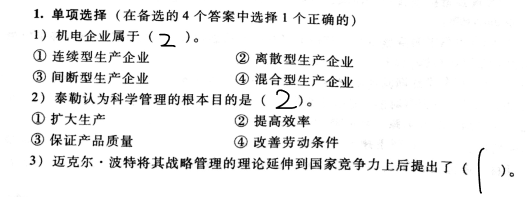 1. 单项选择（在备选的 4 个答案中选择 1 个正确的）
1）机电企业属于（ 2 ）。
① 连续型生产企业 ② 离散型生产企业
③ 间断型生产企业 ④ 混合型生产企业
2）泰勒认为科学管理的根本目的是（ 2 ）。
① 扩大生产 ② 提高效率
③ 保证产品质量 ④ 改善劳动条件
3）迈克尔·波特将其战略管理的理论延伸到国家竞争力上后提出了（ ）。